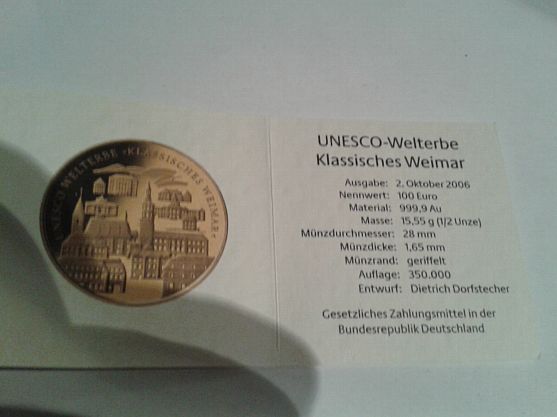 UNESCO WELTERBE · KLASSISCHES WEIMAR ·
UNESCO-Welterbe
Klassisches Weimar
Ausgabe: 2. Oktober 2006
Nennwert: 100 Euro
Material: 999,9 Au
Masse: 15,55 g (1/2 Unze)
Münzdurchmesser: 28 mm
Münzdicke: 1,65 mm
Münzrand: geriffelt
Auflage: 350.000
Entwurf: Dietrich Dorfstecher
Gesetzliches Zahlungsmittel in der
Bundesrepublik Deutschland